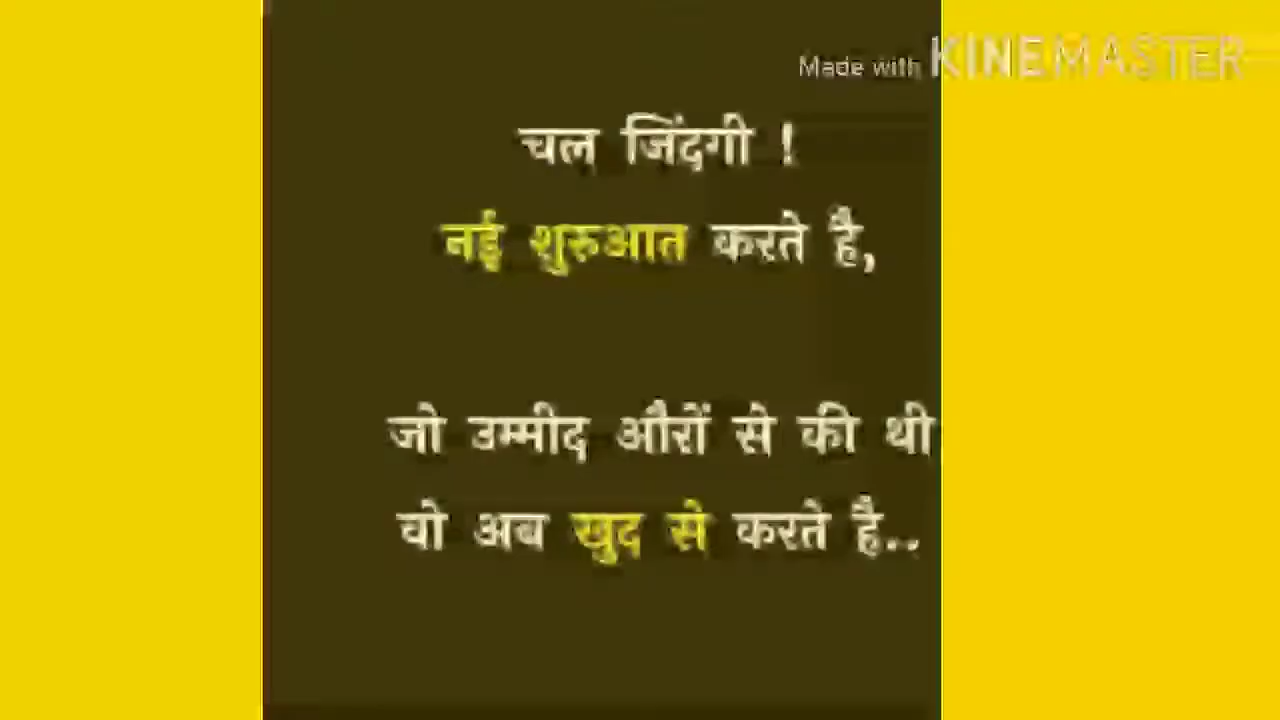 Made with KINEMASTER
चल जिंदगी !
नई शुरुआत करते है,
जो उम्मीद औरों से की थी,
वो अब खुद से करते है..